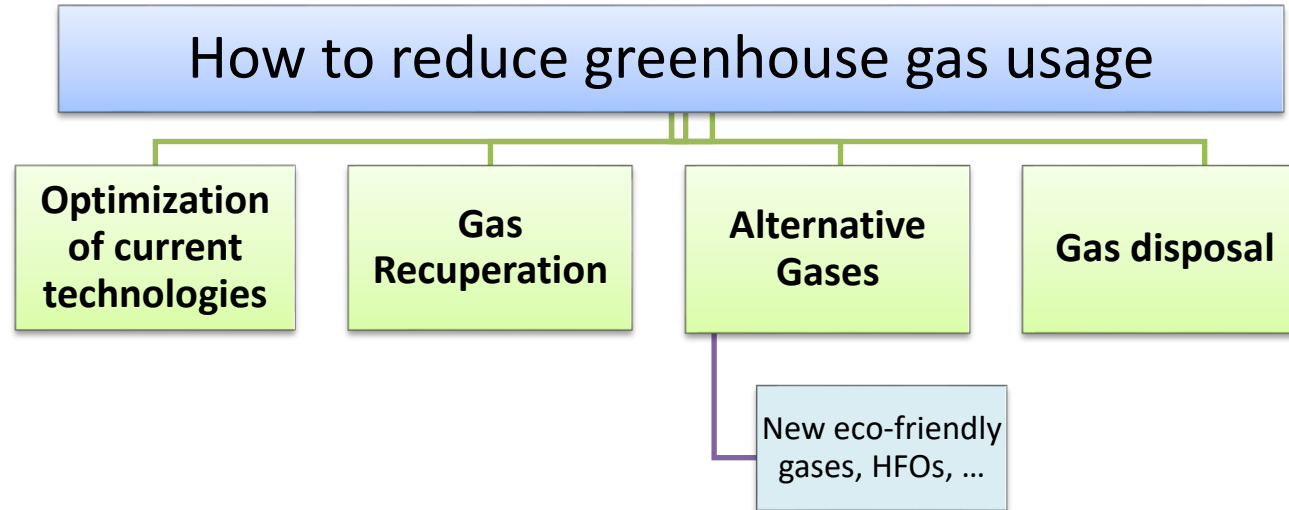 How to reduce greenhouse gas usage
Optimization
of current
technologies
Gas
Recuperation
Alternative
Gases
Gas disposal
New eco-friendly
gases, HFOs, …